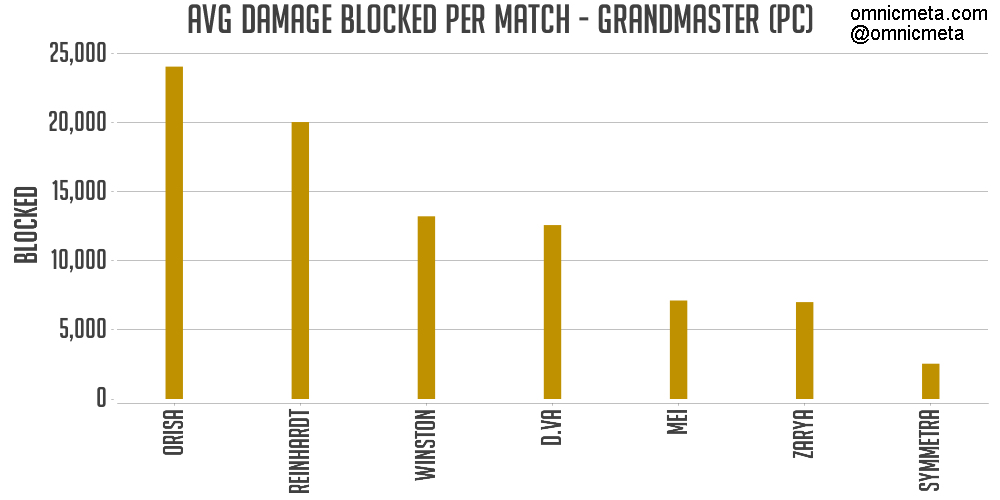 AVG DAMAGE BLOCKED PER MATCH - GRANDMASTER (PC)
omnicmeta.com
@omnicmeta
25,000
20,000
15,000
10,000
5,000
0
BLOCKED
ORISA
REINHARDT
WINSTON
D.VA
MEI
ZARYA
SYMMETRA